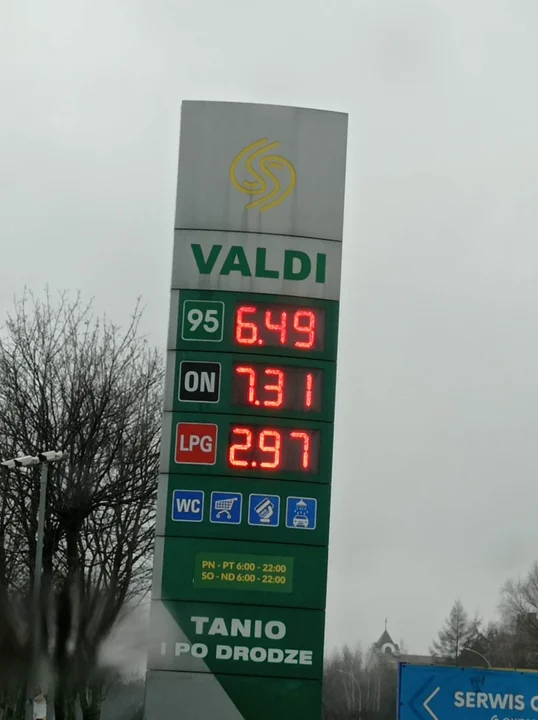 VALDI
95 6.49
ON 7.31
LPG 2.97
WC
PN - PT 6:00 - 22:00
SO - ND 6:00 - 22:00
TANIO
I PO DRODZE
SERWIS